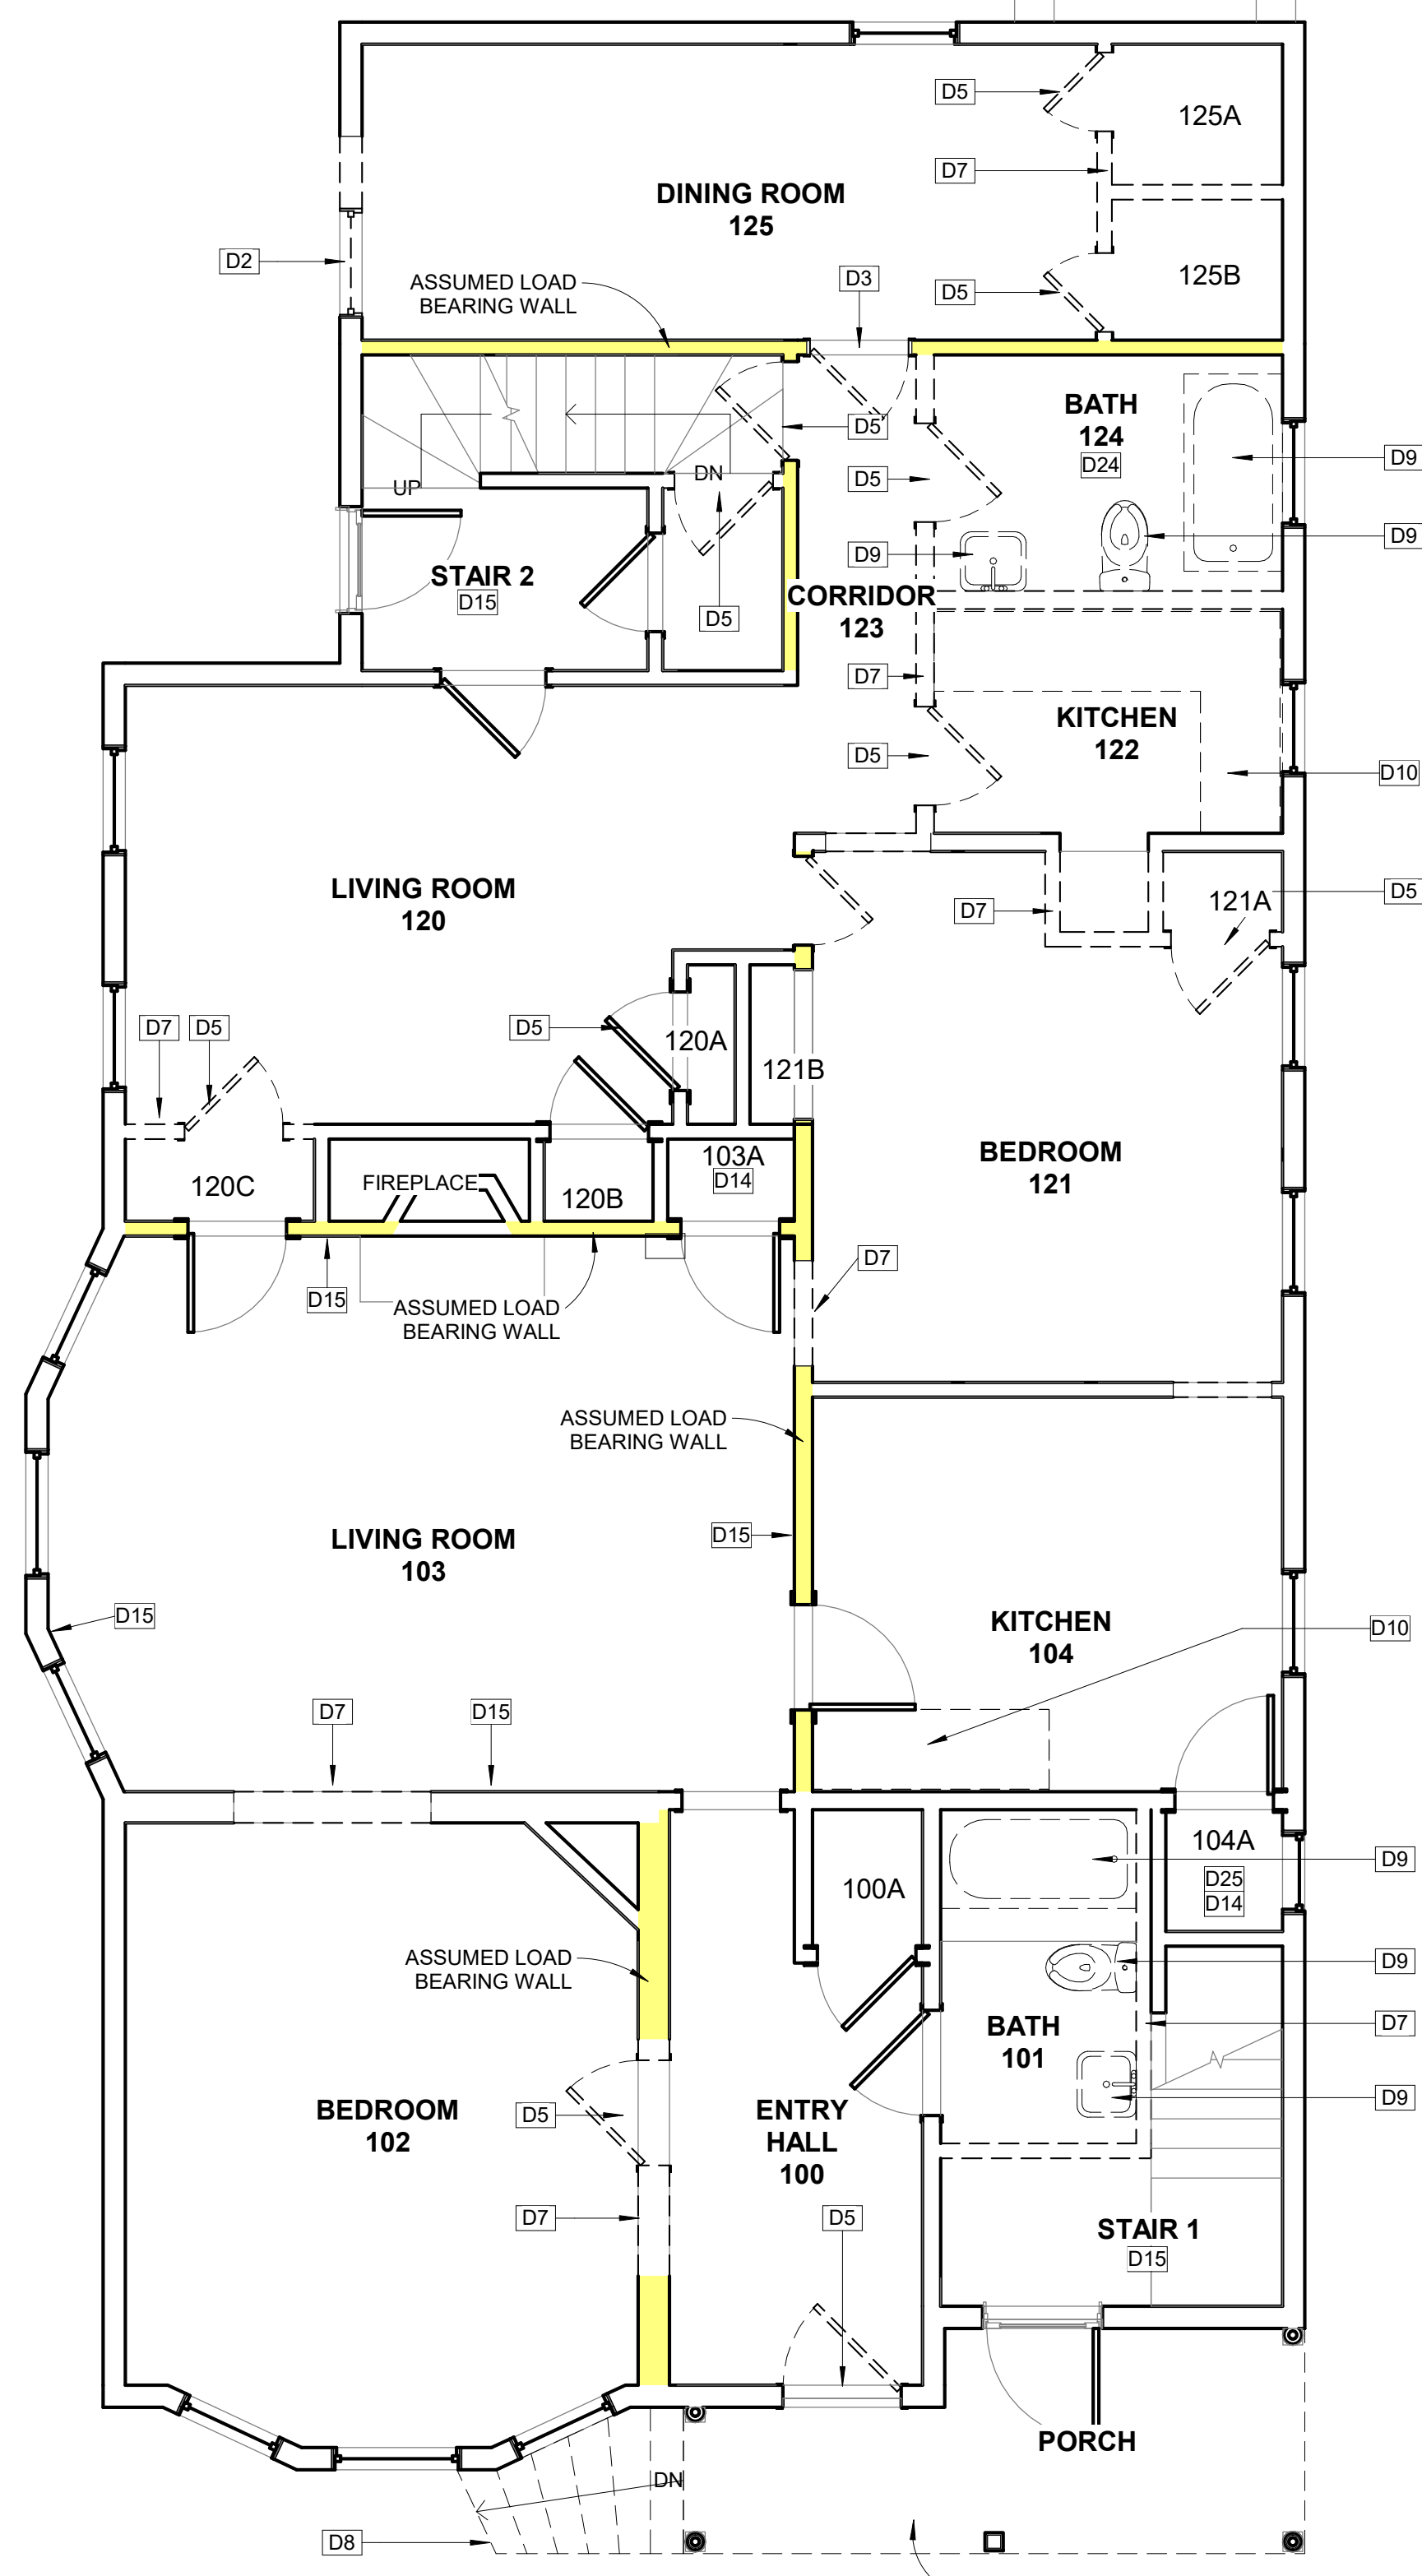 D5
125A
D7
DINING ROOM
125
D2
ASSUMED LOAD
BEARING WALL
D3
D5
125B
BATH
124
D24
D5
D9
UP
DN
D5
D9
D9
STAIR 2
D15
D5
CORRIDOR
123
D7
KITCHEN
122
D5
D10
LIVING ROOM
120
D7
121A
D5
D7
D5
D5
120A
121B
120C
FIREPLACE
120B
103A
D14
BEDROOM
121
D7
D15
ASSUMED LOAD
BEARING WALL
ASSUMED LOAD
BEARING WALL
LIVING ROOM
103
D15
D15
KITCHEN
104
D10
D7
D15
104A
D25
D14
D9
100A
ASSUMED LOAD
BEARING WALL
D9
BATH
101
D7
D9
BEDROOM
102
D5
ENTRY
HALL
100
D7
D5
STAIR 1
D15
PORCH
DN
D8